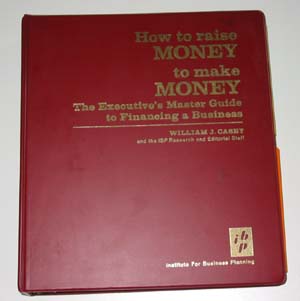 How to raise
MONEY
to make
MONEY
The Executive's Master Guide
to Financing a Business
WILLIAM J. CASEY
and the IBP Research and Editorial Staff
ib
p
Institute For Business Planning